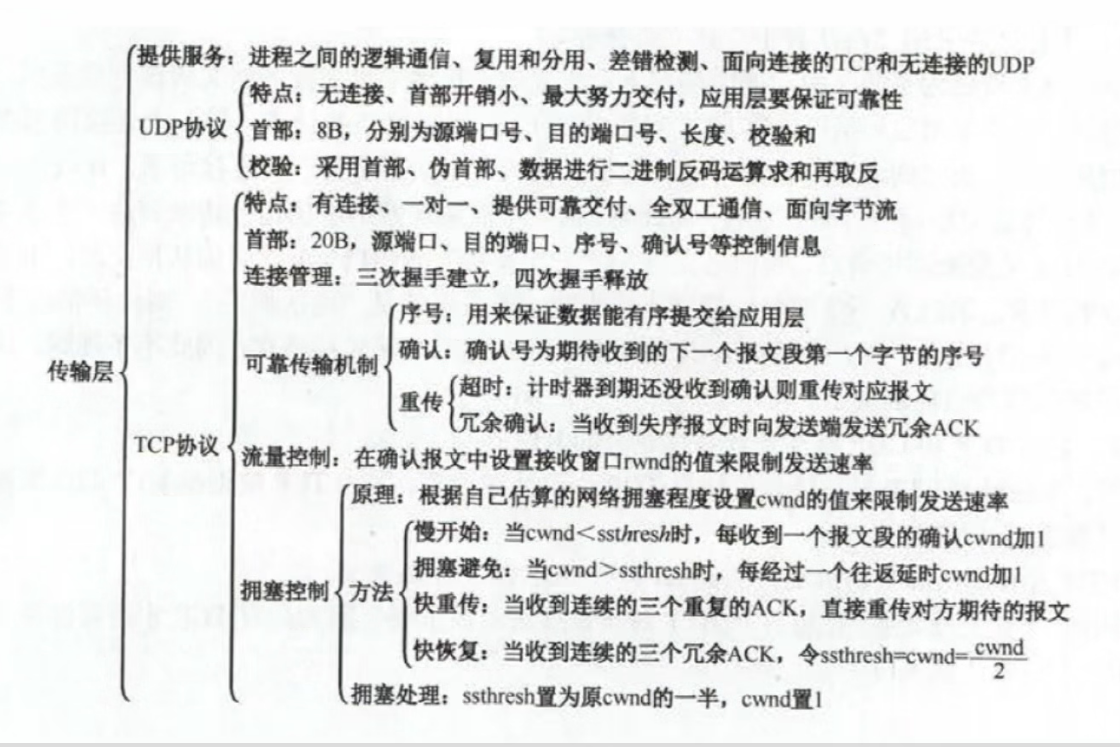 提供服务：进程之间的逻辑通信、复用和分用、差错检测、面向连接的TCP和无连接的UDP
特点：无连接、首部开销小、最大努力交付，应用层要保证可靠性
UDP协议
首部：8B，分别为源端口号、目的端口号、长度、校验和
校验：采用首部、伪首部、数据进行二进制反码运算求和再取反
特点：有连接、一对一、提供可靠交付、全双工通信、面向字节流
首部：20B，源端口、目的端口、序号、确认号等控制信息
连接管理：三次握手建立，四次握手释放
序号：用来保证数据能有序提交给应用层
可靠传输机制
确认：确认号为期待收到的下一个报文段第一个字节的序号
传输层
重传
超时：计时器到期还没收到确认则重传对应报文
冗余确认：当收到失序报文时向发送端发送冗余ACK
TCP协议
流量控制：在确认报文中设置接收窗口rwnd的值来限制发送速率
原理：根据自己估算的网络拥塞程度设置cwnd的值来限制发送速率
慢开始：当cwnd＜ssthresh时，每收到一个报文段的确认cwnd加1
拥塞避免：当cwnd＞ssthresh时，每经过一个往返延时cwnd加1
拥塞控制
方法
快重传：当收到连续的三个重复的ACK，直接重传对方期待的报文
快恢复：当收到连续的三个冗余ACK，令ssthresh=cwnd=cwnd/2
拥塞处理：ssthresh置为原cwnd的一半，cwnd置1